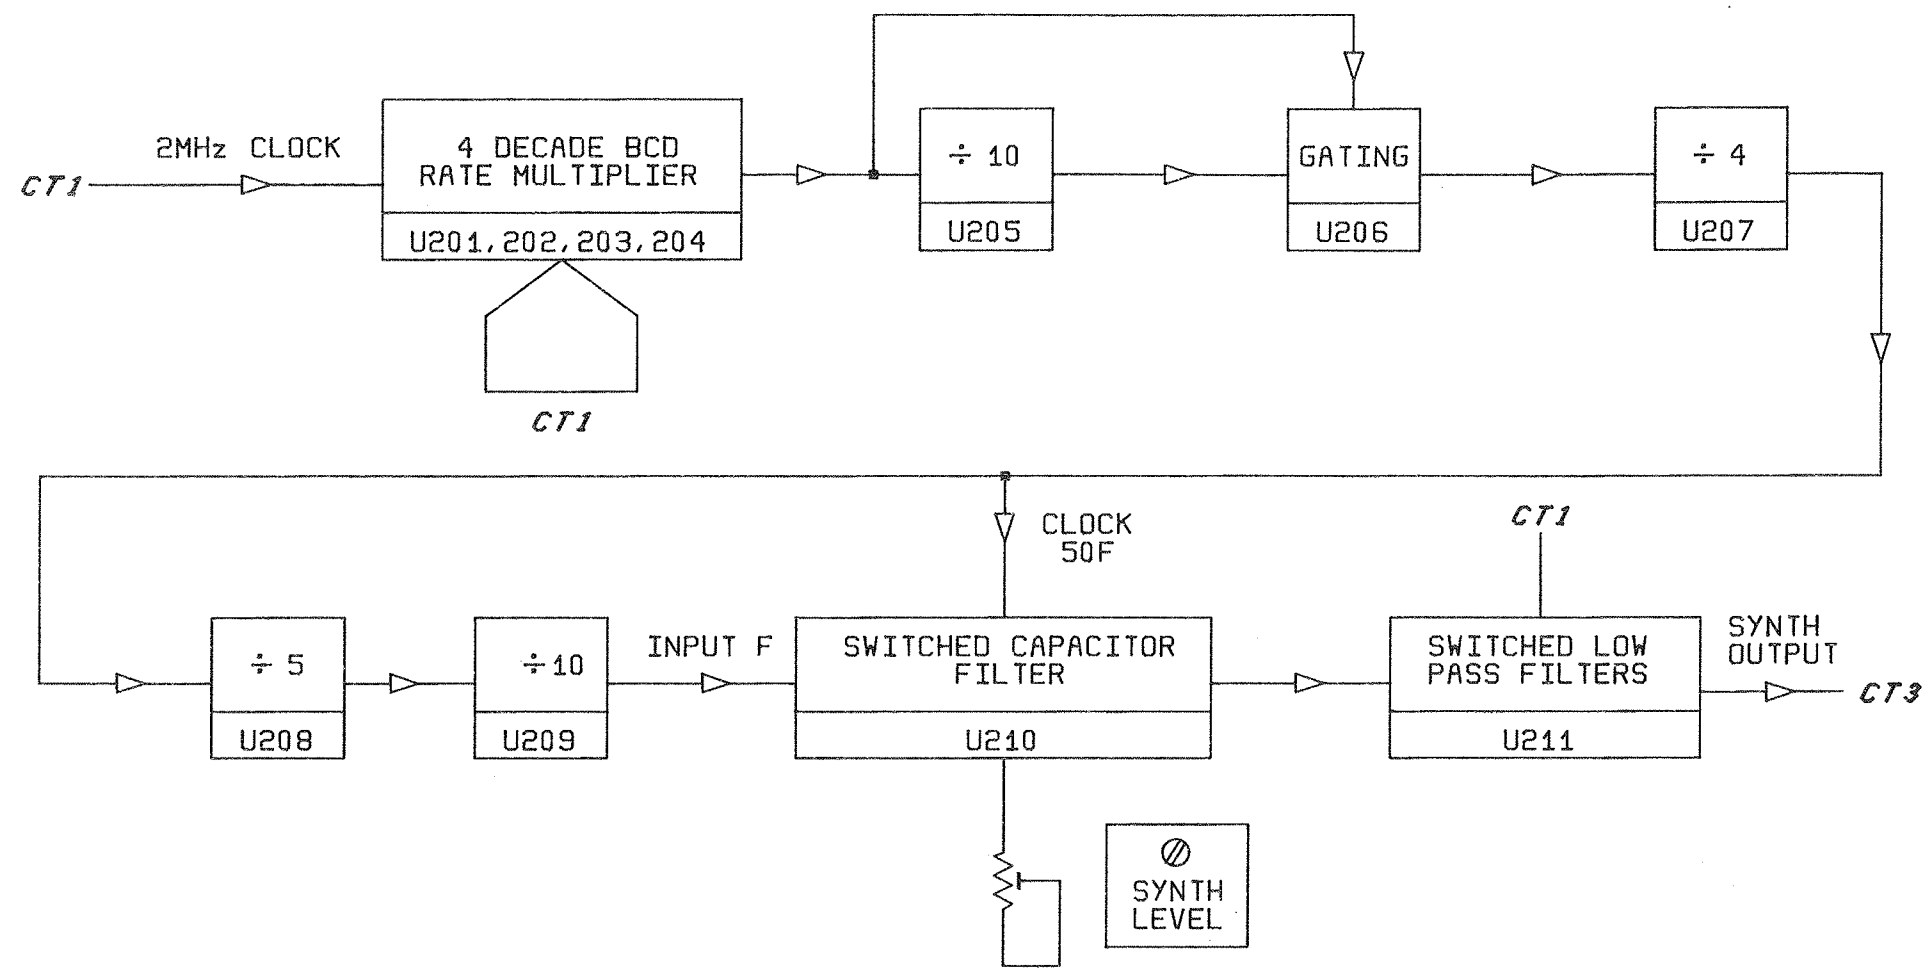 2MHz CLOCK
CT1
4 DECADE BCD
RATE MULTIPLIER
U201,202,203,204
CT1
÷ 10
U205
GATING
U206
÷ 4
U207
CLOCK
50F
CT1
÷ 5
U208
÷10
U209
INPUT F
SWITCHED CAPACITOR
FILTER
U210
SWITCHED LOW
PASS FILTERS
U211
SYNTH
OUTPUT
CT3
SYNTH
LEVEL